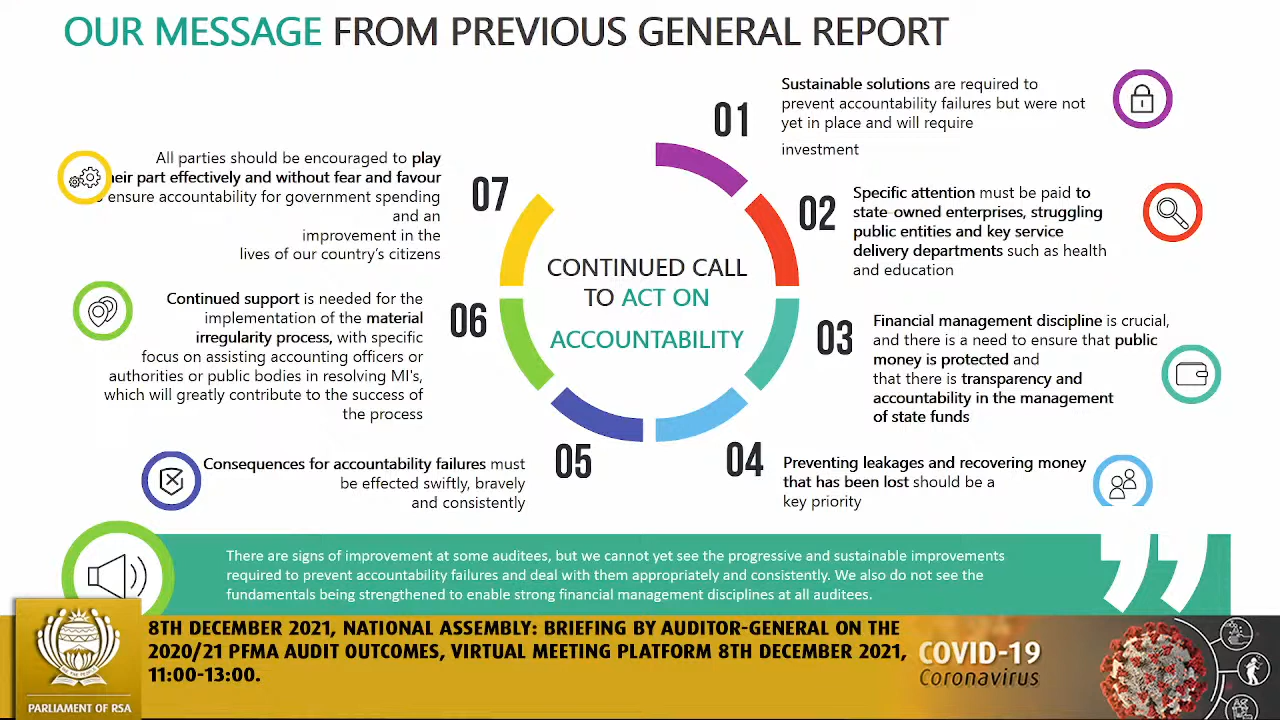 OUR MESSAGE FROM PREVIOUS GENERAL REPORT
01
Sustainable solutions are required to
prevent accountability failures but were not
yet in place and will require
investment
02
Specific attention must be paid to
state-owned enterprises, struggling
public entities and key service
delivery departments such as health
and education
03
Financial management discipline is crucial,
and there is a need to ensure that public
money is protected and
that there is transparency and
accountability in the management
of state funds
04
Preventing leakages and recovering money
that has been lost should be a
key priority
05
Consequences for accountability failures must
be effected swiftly, bravely
and consistently
06
Continued support is needed for the
implementation of the material
irregularity process, with specific
focus on assisting accounting officers or
authorities or public bodies in resolving MI's,
which will greatly contribute to the success of
the process
07
All parties should be encouraged to play
heir part effectively and without fear and favour
ensure accountability for government spending
and an
improvement in the
lives of our country's citizens
CONTINUED CALL
TO ACT ON
ACCOUNTABILITY
There are signs of improvement at some auditees, but we cannot yet see the progressive and sustainable improvements
required to prevent accountability failures and deal with them appropriately and consistently. We also do not see the
fundamentals being strengthened to enable strong financial management disciplines at all auditees.
8TH DECEMBER 2021, NATIONAL ASSEMBLY: BRIEFING BY AUDITOR-GENERAL ON THE
2020/21 PFMA AUDIT OUTCOMES, VIRTUAL MEETING PLATFORM 8TH DECEMBER 2021,
11:00-13:00.
COVID-19
Coronavirus
PARLIAMENT OF RSA